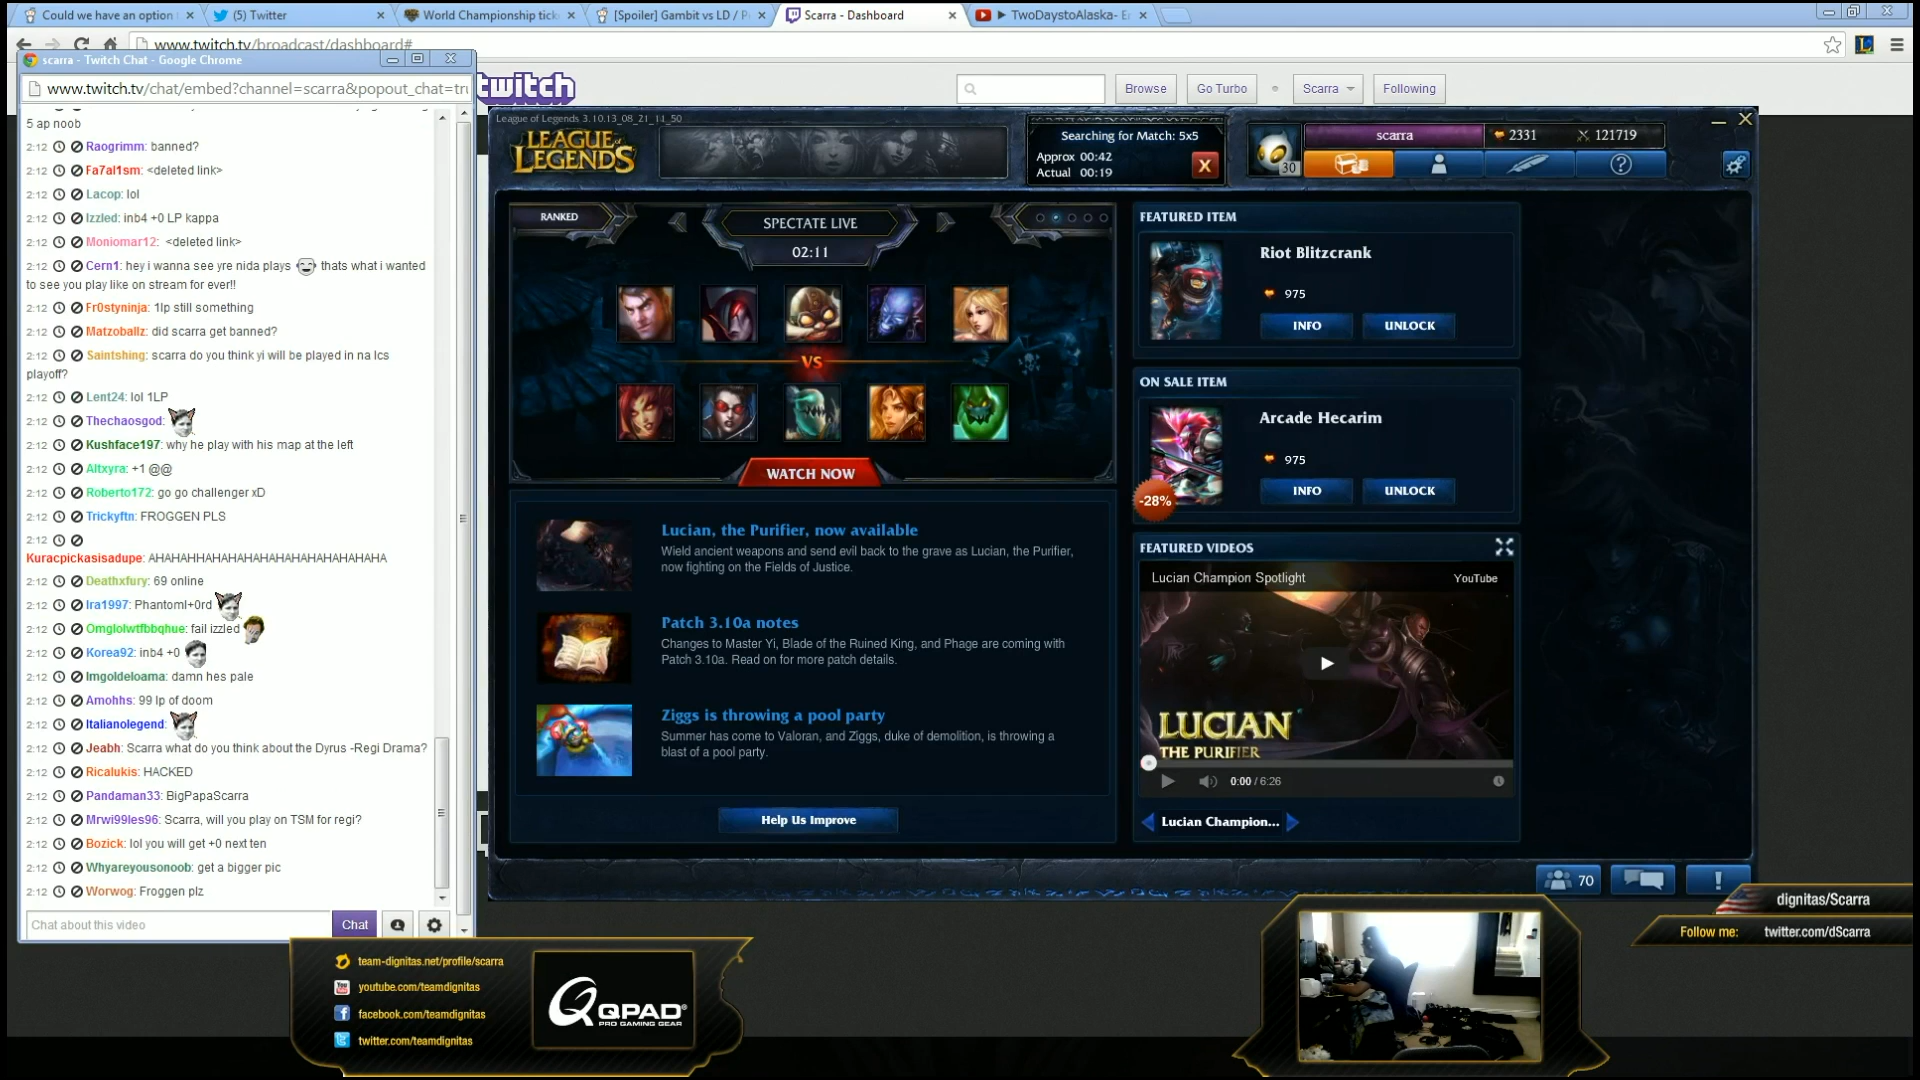 Could we have an option
(5) Twitter
World Championship tick
[Spoiler] Gambit vs LD / P
Scarra - Dashboard
TwoDaystoAlaska- E
www.twitch.tv/broadcast/dashboard#
scarra - Twitch Chat - Google Chrome
www.twitch.tv/chat/embed?channel=scarra&popout_chat=tru
twitch
Browse
Go Turbo
Scarra
Following
5 ap noob
2:12 Raogrimm: banned?
2:12 Fa7al1sm: <deleted link>
2:12 Lacop: lol
2:12 Izzled: inb4 +0 LP kappa
2:12 Moniomar12: <deleted link>
2:12 Cern1: hey i wanna see yre nida plays thats what i wanted
to see you play like on stream for ever!!
2:12 Fr0styninja: 1lp still something
2:12 Matzoballz: did scarra get banned?
2:12 Saintshing: scarra do you think yi will be played in na lcs
playoff?
2:12 Lent24: lol 1LP
2:12 Thechaosgod:
2:12 Kushface197: why he play with his map at the left
2:12 Altxyra: +1 @@
2:12 Roberto172: go go challenger xD
2:12 Trickyftn: FROGGEN PLS
2:12
Kuracpickasisadupe: AHAHAHHAHAHAHAHAHAHAHAHAHAHA
2:12 Deathxfury: 69 online
2:12 Ira1997: Phantoml+0rd
2:12 Omglolwtfbbqhue: fail izzled
2:12 Korea92: inb4 +0
2:12 Imgoldeloama: damn hes pale
2:12 Amohhs: 99 lp of doom
2:12 Italianolegend:
2:12 Jeabh: Scarra what do you think about the Dyrus -Regi Drama?
2:12 Ricalukis: HACKED
2:12 Pandaman33: BigPapaScarra
2:12 Mrwi99les96: Scarra, will you play on TSM for regi?
2:12 Bozick: lol you will get +0 next ten
2:12 Whyareyousonoob: get a bigger pic
2:12 Worwog: Froggen plz
Chat about this video
Chat
League of Legends 3.10.13_08_21_11_50
LEAGUE of LEGENDS
Searching for Match: 5x5
Approx 00:42
Actual 00:19
X
30
scarra
2331
121719
RANKED
SPECTATE LIVE
02:11
VS
WATCH NOW
Lucian, the Purifier, now available
Wield ancient weapons and send evil back to the grave as Lucian, the Purifier,
now fighting on the Fields of Justice.
Patch 3.10a notes
Changes to Master Yi, Blade of the Ruined King, and Phage are coming with
Patch 3.10a. Read on for more patch details.
Ziggs is throwing a pool party
Summer has come to Valoran, and Ziggs, duke of demolition, is throwing a
blast of a pool party.
Help Us Improve
FEATURED ITEM
Riot Blitzcrank
975
INFO
UNLOCK
ON SALE ITEM
Arcade Hecarim
975
-28%
INFO
UNLOCK
FEATURED VIDEOS
Lucian Champion Spotlight
YouTube
LUCIAN
THE PURIFIER
0:00 / 6:26
Lucian Champion...
70
dignitas/Scarra
Follow me: twitter.com/dScarra
team-dignitas.net/profile/scarra
youtube.com/teamdignitas
facebook.com/teamdignitas
twitter.com/teamdignitas
QPAD
PRO GAMING GEAR